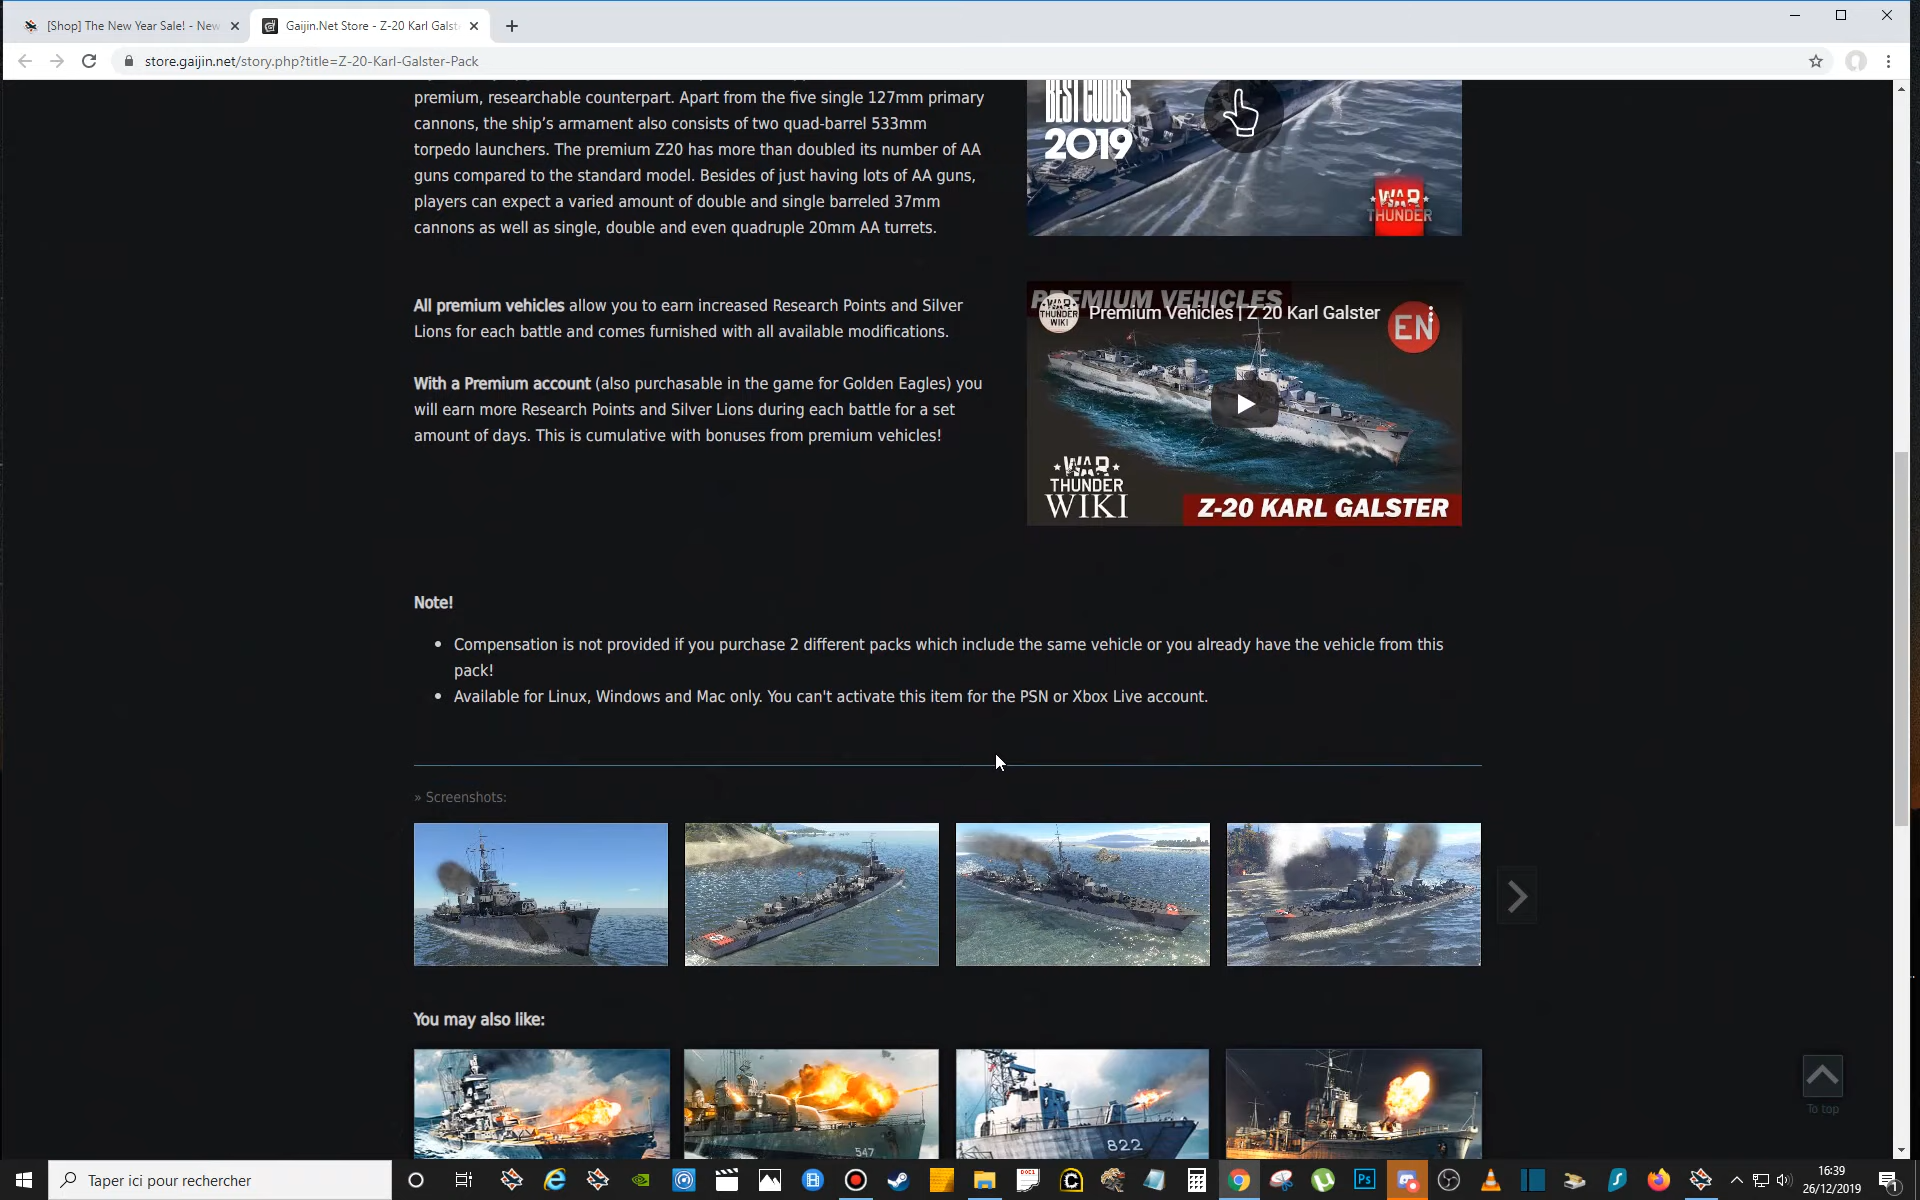 [Shop] The New Year Sale! - New
Gaijin.Net Store - Z-20 Karl Galst
store.gaijin.net/story.php?title=Z-20-Karl-Galster-Pack
premium, researchable counterpart. Apart from the five single 127mm primary
cannons, the ship’s armament also consists of two quad-barrel 533mm
torpedo launchers. The premium Z20 has more than doubled its number of AA
guns compared to the standard model. Besides of just having lots of AA guns,
players can expect a varied amount of double and single barreled 37mm
cannons as well as single, double and even quadruple 20mm AA turrets.
2019
WAR
THUNDER
All premium vehicles allow you to earn increased Research Points and Silver
Lions for each battle and comes furnished with all available modifications.
With a Premium account (also purchasable in the game for Golden Eagles) you
will earn more Research Points and Silver Lions during each battle for a set
amount of days. This is cumulative with bonuses from premium vehicles!
PREMIUM VEHICLES
WAR
THUNDER
WIKI
Premium Vehicles | Z 20 Karl Galster
EN
WAR
THUNDER
WIKI
Z-20 KARL GALSTER
Note!
• Compensation is not provided if you purchase 2 different packs which include the same vehicle or you already have the vehicle from this
pack!
• Available for Linux, Windows and Mac only. You can't activate this item for the PSN or Xbox Live account.
» Screenshots:
You may also like:
547
822
To top
Taper ici pour rechercher
Ps
16:39
26/12/2019
1